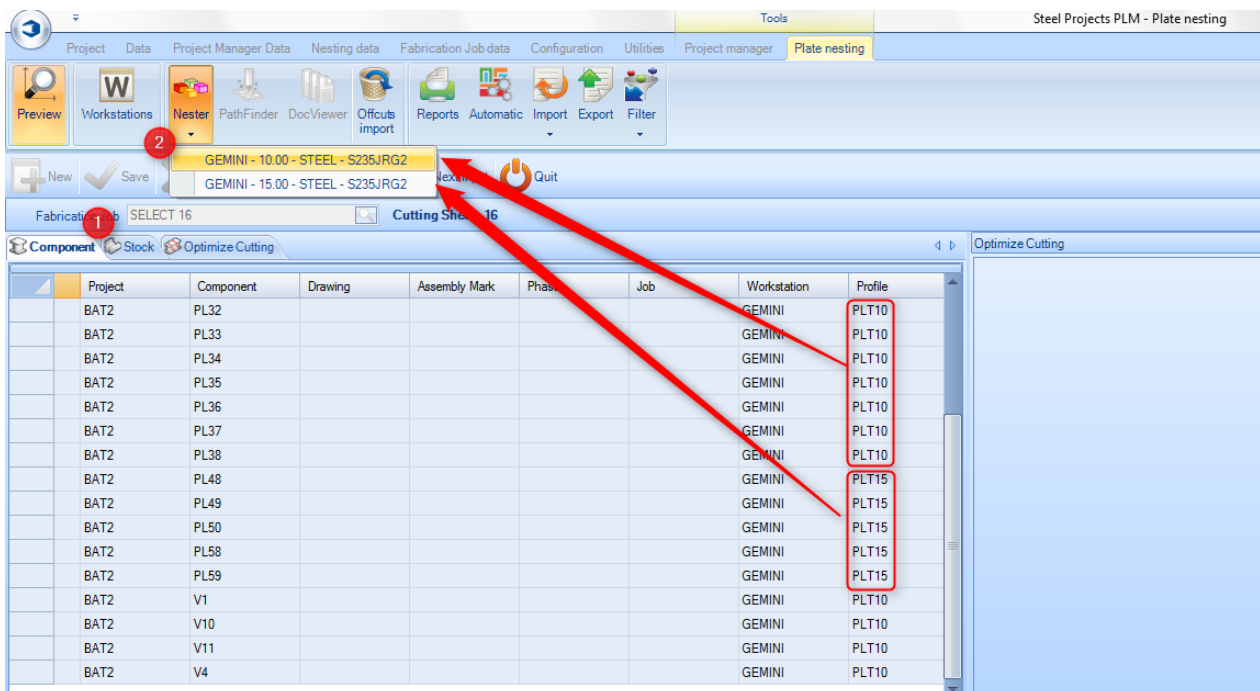 Tools
Steel Projects PLM - Plate nesting
Project Data Project Manager Data Nesting data Fabrication Job data Configuration Utilities Project manager Plate nesting
Preview Workstations Nester PathFinder DocViewer Offcuts import Reports Automatic Import Export Filter
W
2
GEMINI - 10.00 - STEEL - S235JRG2
New Save Quit
GEMINI - 15.00 - STEEL - S235JRG2
Fabrication Job SELECT 16 Cutting 16
1
Component Stock Optimize Cutting Optimize Cutting
Project Component Drawing Assembly Mark Phase Job Workstation Profile
BAT2 PL32 GEMINI PLT10
BAT2 PL33 GEMINI PLT10
BAT2 PL34 GEMINI PLT10
BAT2 PL35 GEMINI PLT10
BAT2 PL36 GEMINI PLT10
BAT2 PL37 GEMINI PLT10
BAT2 PL38 GEMINI PLT10
BAT2 PL48 GEMINI PLT15
BAT2 PL49 GEMINI PLT15
BAT2 PL50 GEMINI PLT15
BAT2 PL58 GEMINI PLT15
BAT2 PL59 GEMINI PLT15
BAT2 V1 GEMINI PLT10
BAT2 V10 GEMINI PLT10
BAT2 V11 GEMINI PLT10
BAT2 V4 GEMINI PLT10